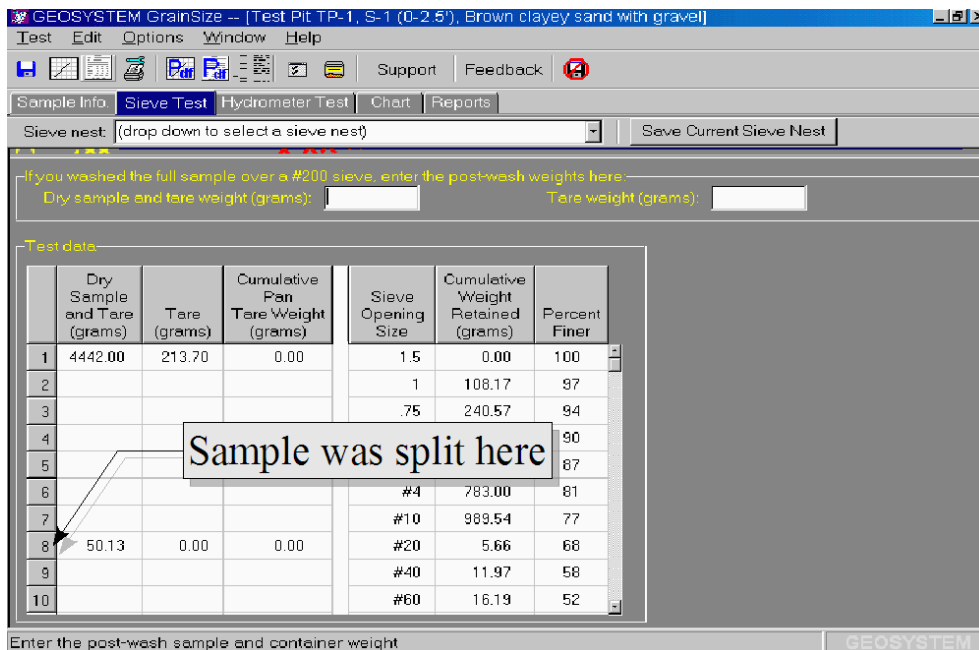 GEOSYSTEM GrainSize -- [Test Pit TP-1, S-1 (0-2.5'), Brown clayey sand with gravel]
Test Edit Options Window Help
Pdf Pdf Support Feedback
Sample Info. Sieve Test Hydrometer Test Chart Reports
Sieve nest: (drop down to select a sieve nest) Save Current Sieve Nest
If you washed the full sample over a #200 sieve, enter the post-wash weights here:
Dry sample and tare weight (grams): Tare weight (grams):
Test data
Dry Sample and Tare (grams) Tare (grams) Cumulative Pan Tare Weight (grams) Sieve Opening Size Cumulative Weight Retained (grams) Percent Finer
1 4442.00 213.70 0.00 1.5 0.00 100
2 1 108.17 97
3 .75 240.57 94
4 90
Sample was split here
5 87
6 #4 783.00 81
7 #10 989.54 77
8 50.13 0.00 0.00 #20 5.66 68
9 #40 11.97 58
10 #60 16.19 52
Enter the post-wash sample and container weight GEOSYSTEM